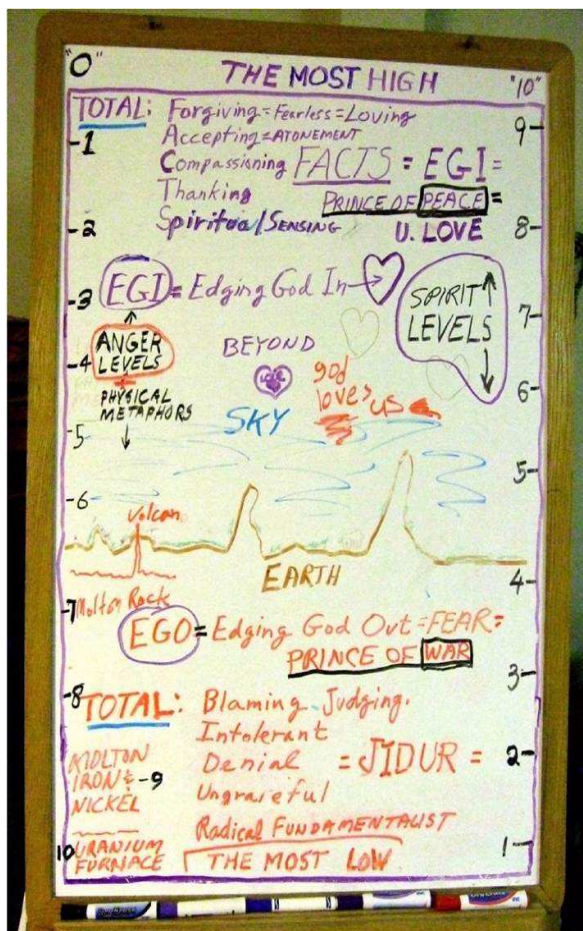 "0" THE MOST HIGH "10"
TOTAL: Forgiving=Fearless=Loving
9-
-1 Accepting=ATONEMENT
Compassioning FACTS = EGI =
Thanking PRINCE OF PEACE =
-2 Spiritual/SENSING U. LOVE 8-
-3 EGI = Edging God In→
SPIRIT
LEVELS
7-
ANGER
LEVELS
-4
PHYSICAL
METAPHORS
BEYOND
god
loves us
6-
SKY
-5
5-
-6
Volcan
EARTH
4-
-7 Molton Rock
EGO = Edging God Out = FEAR =
PRINCE OF WAR
3-
-8 TOTAL: Blaming Judging.
Intolerant
Denial = JIDUR = 2-
MOLTON
IRON &
-9
NICKEL
Ungrateful
Radical FUNDAMENTALIST
10 URANIUM
FURNACE
THE MOST LOW
1-